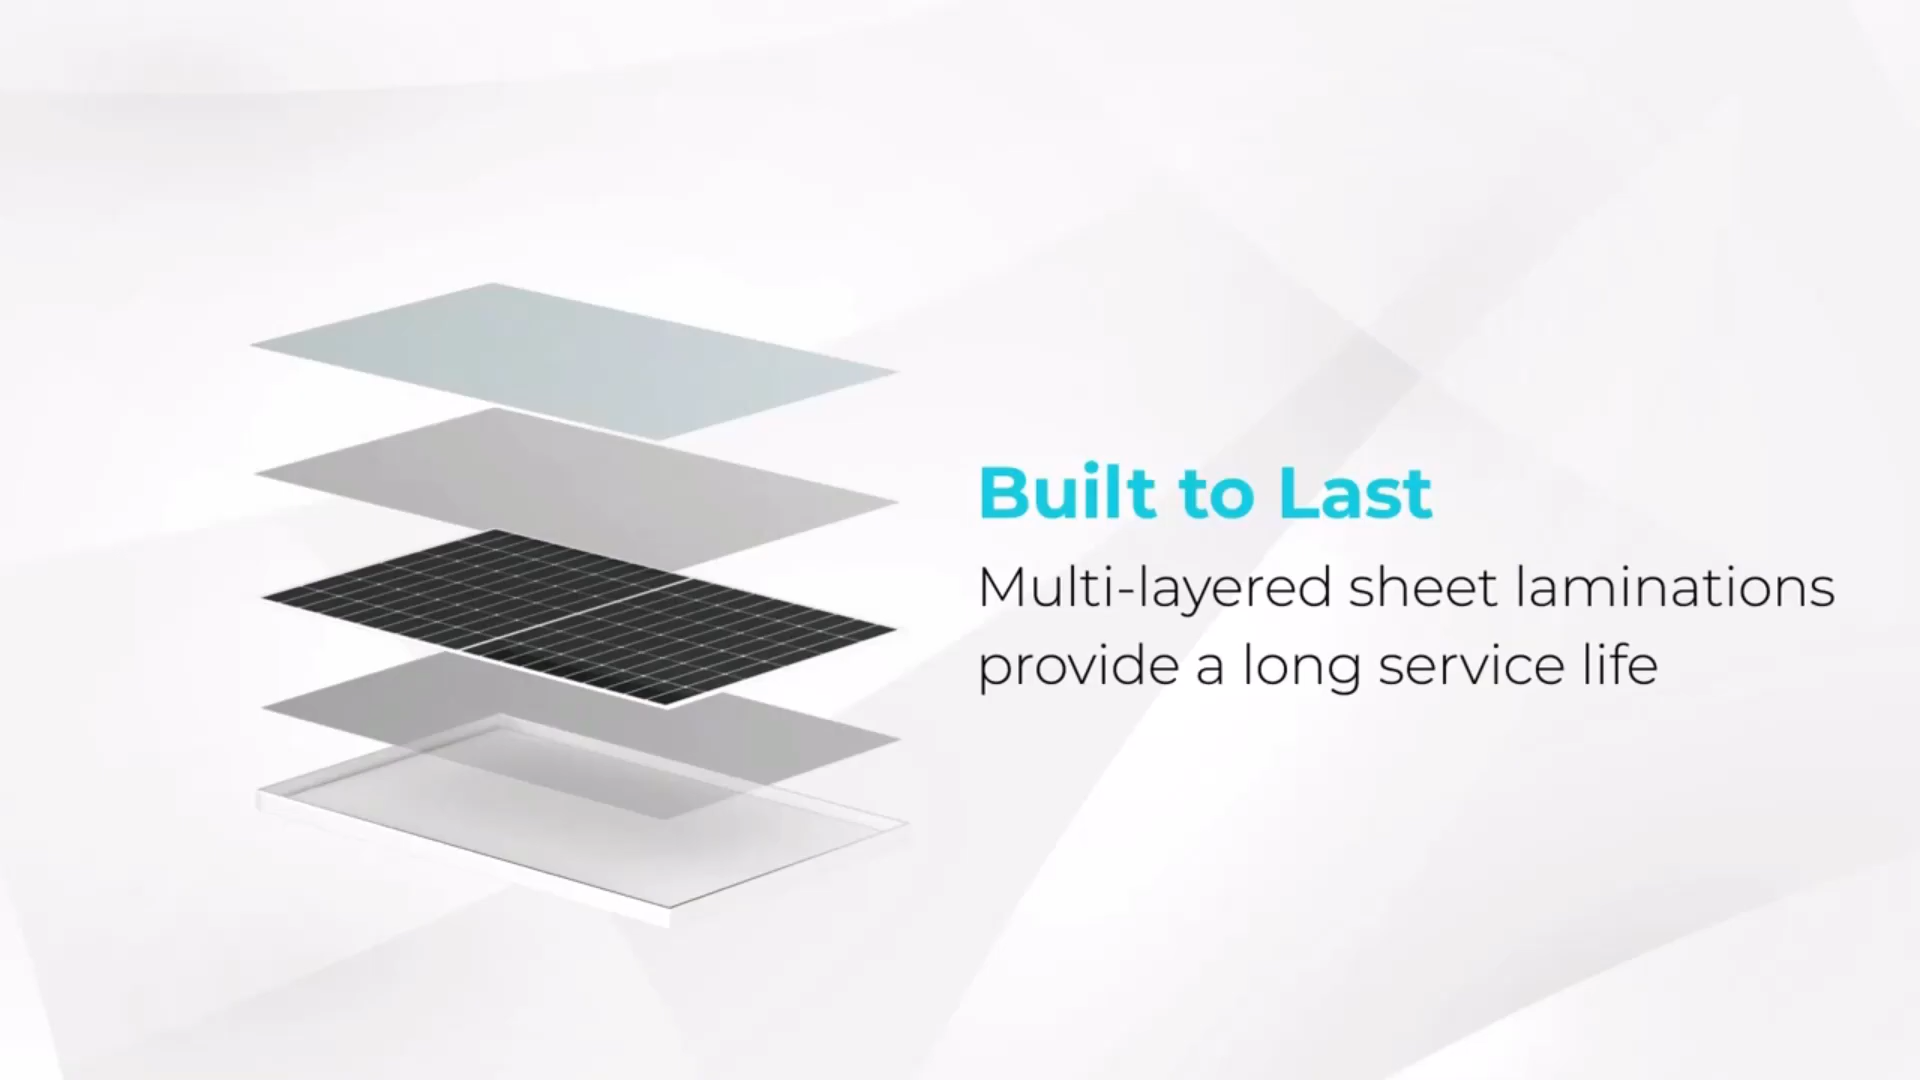 Built to Last
Multi-layered sheet laminations
provide a long service life